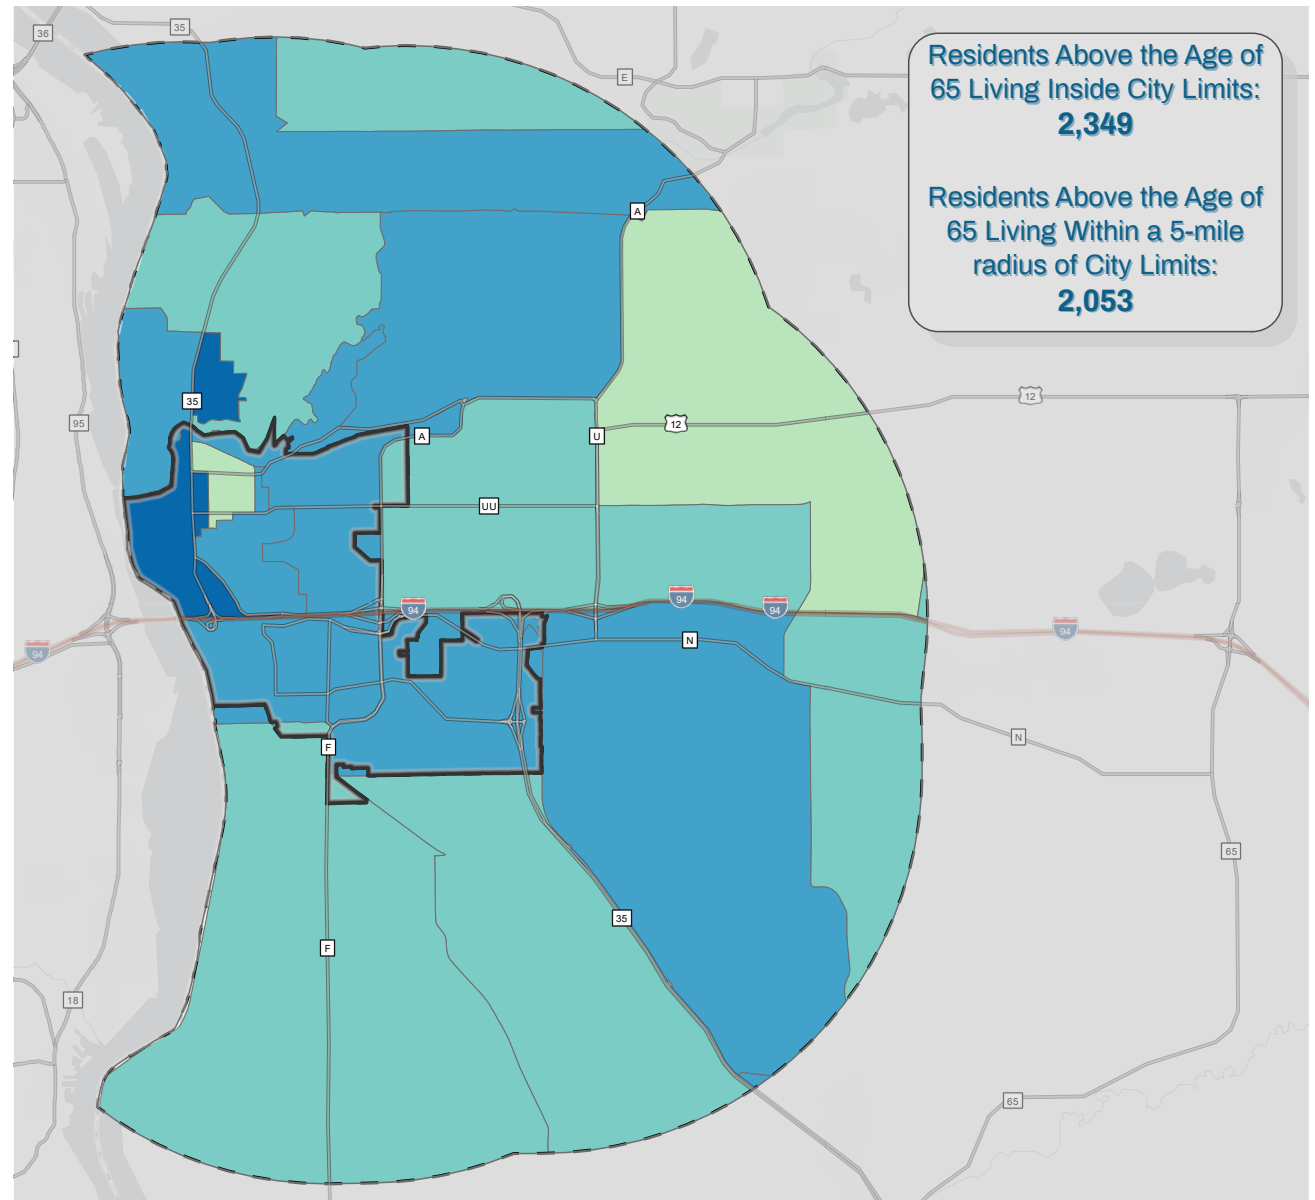 36
35
E
Residents Above the Age of
65 Living Inside City Limits:
2,349
Residents Above the Age of
65 Living Within a 5-mile
radius of City Limits:
2,053
A
35
95
A
U
12
12
UU
94
94
94
94
94
N
F
N
65
35
F
18
65